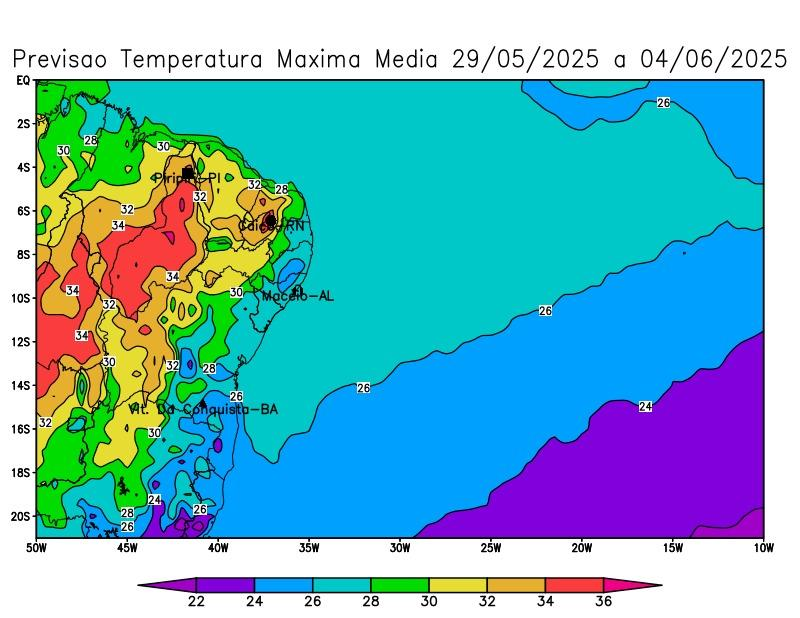 Previsao Temperatura Maxima Media 29/05/2025 a 04/06/2025
EQ
26
2S
28
30 30
4S
Piripiri-PI
32 28
32
6S 32
34 Caico-RN
8S
34
34 30
10S Maceio-AL
32
26
34
12S
30 32 28
14S 26 26
24
Vit. Da Conquista-BA
32
16S 30
18S
24
28 26
20S 26
50W 45W 40W 35W 30W 25W 20W 15W 10W
22 24 26 28 30 32 34 36